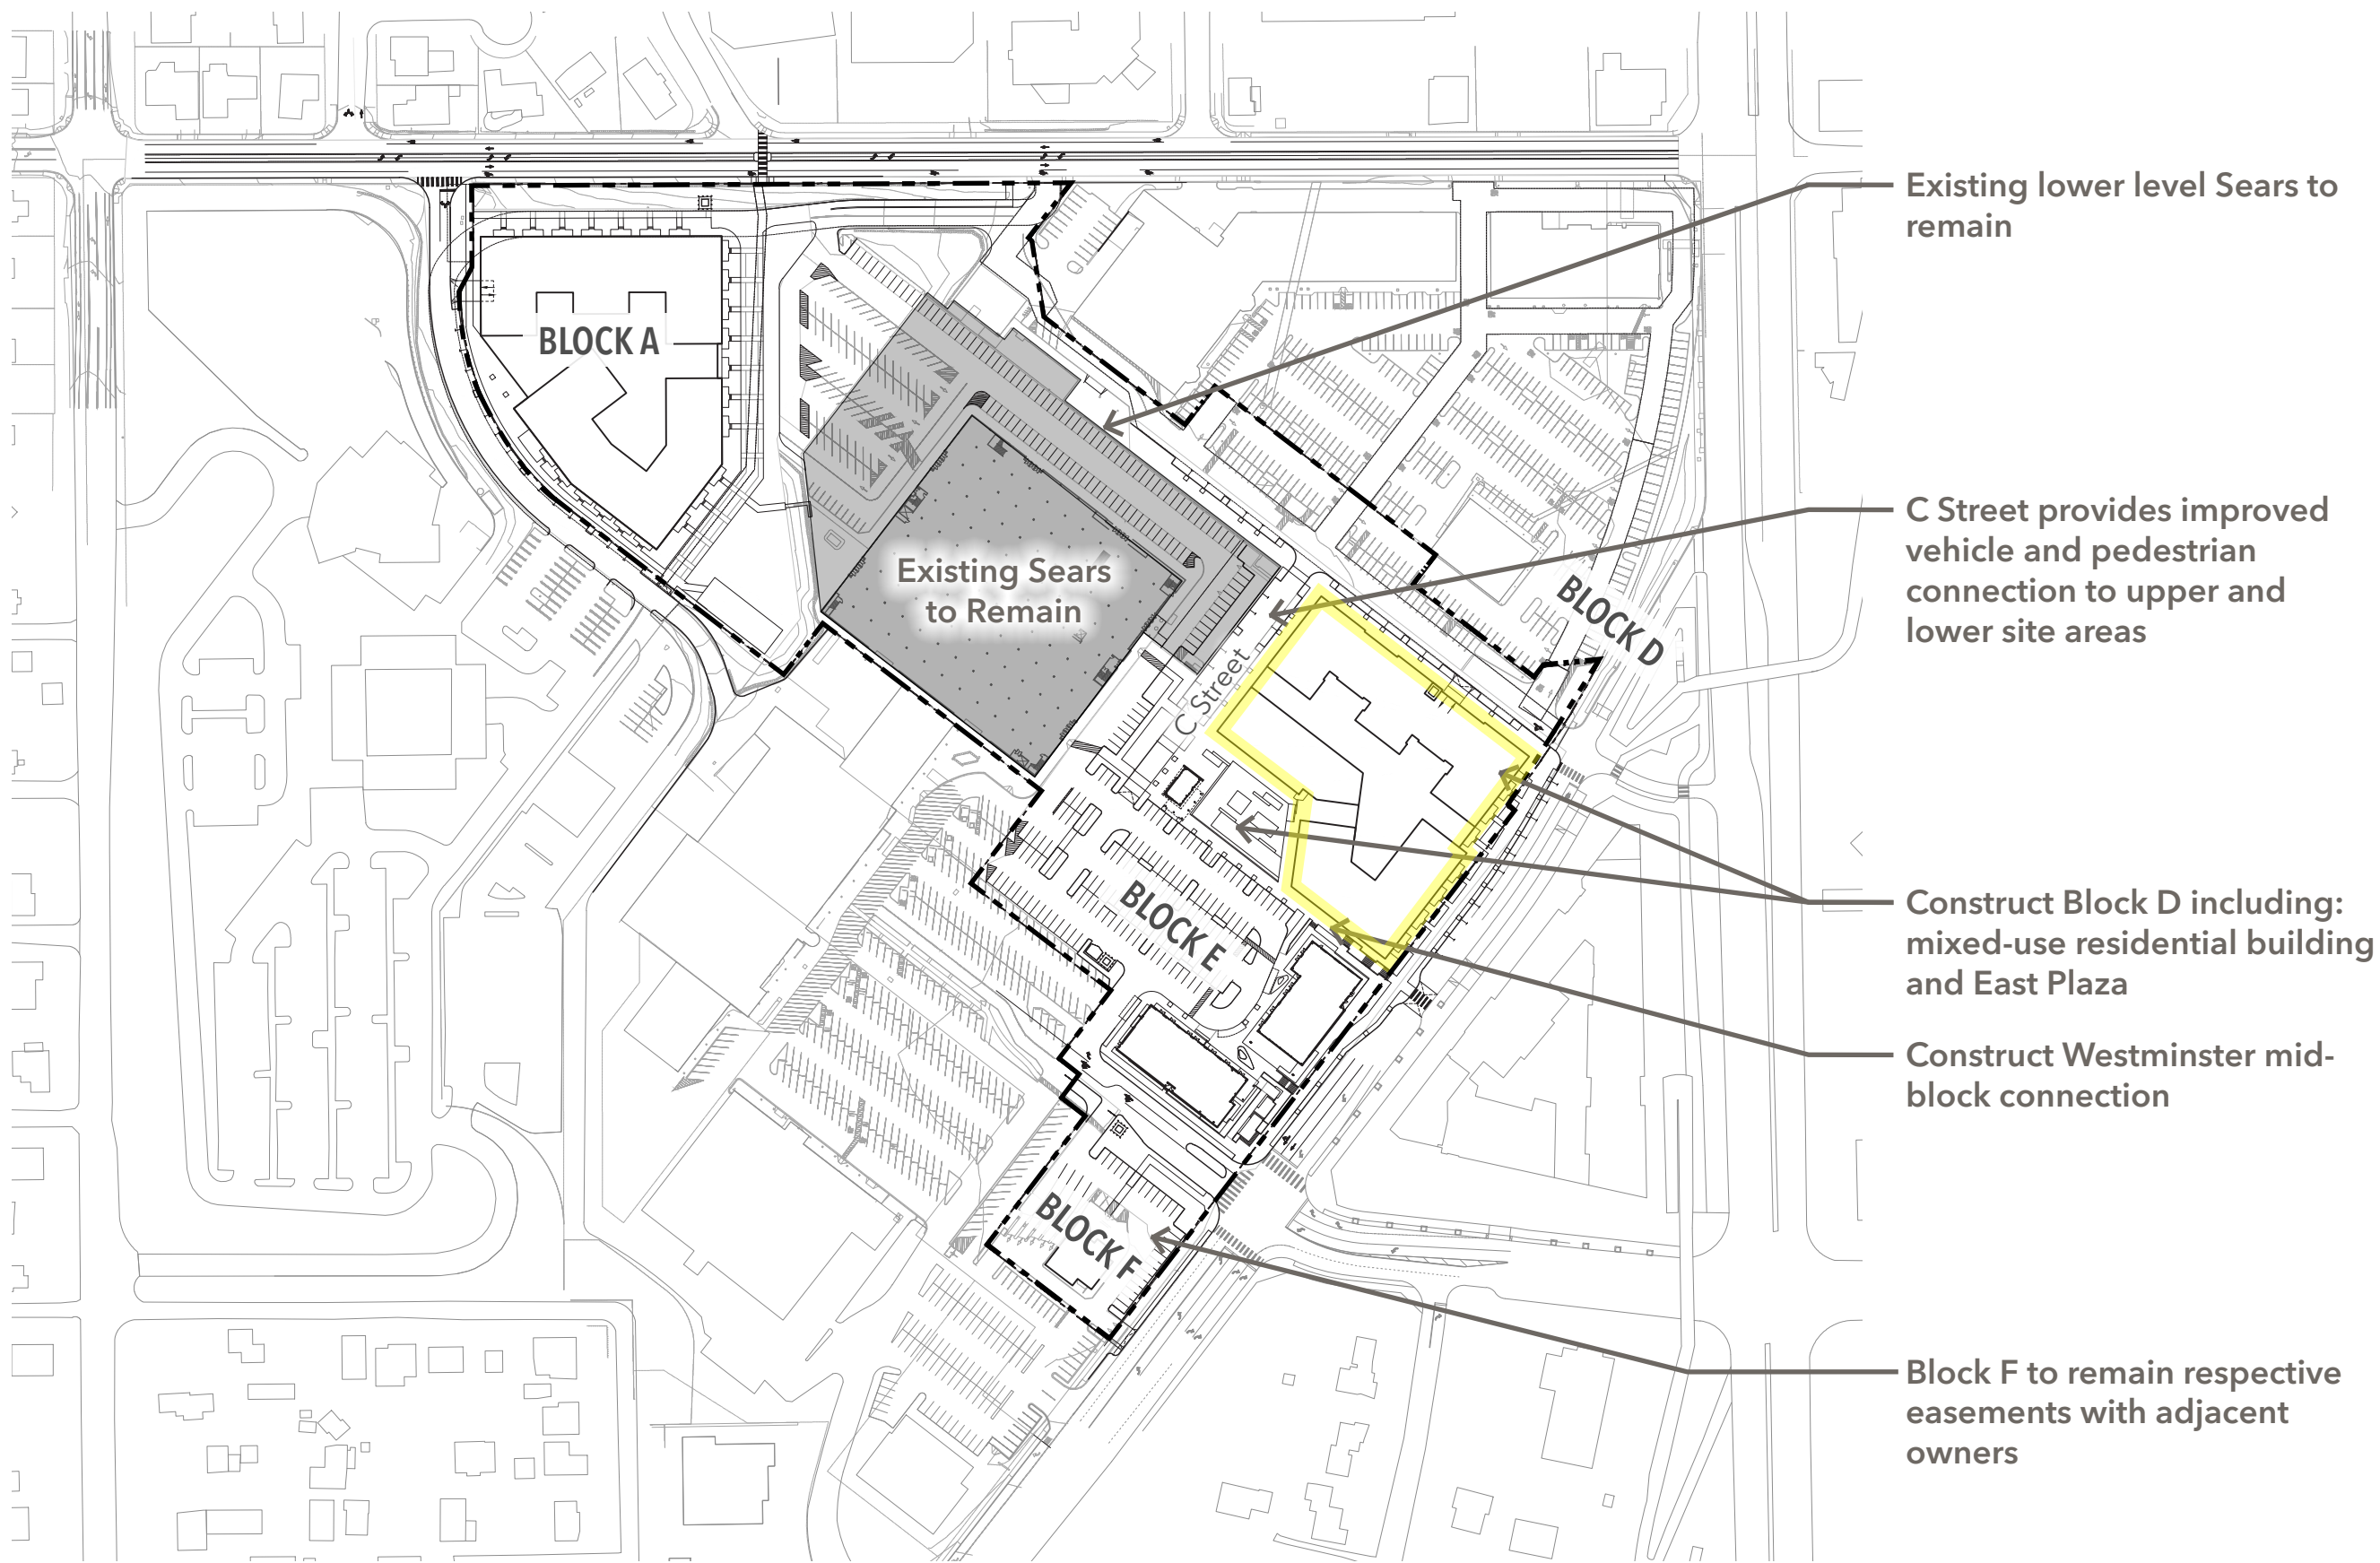 Existing lower level Sears to
remain
BLOCK A
C Street provides improved
vehicle and pedestrian
connection to upper and
lower site areas
Existing Sears
to Remain
BLOCK D
C Street
Construct Block D including:
mixed-use residential building
and East Plaza
BLOCK E
Construct Westminster mid-
block connection
BLOCK F
Block F to remain respective
easements with adjacent
owners